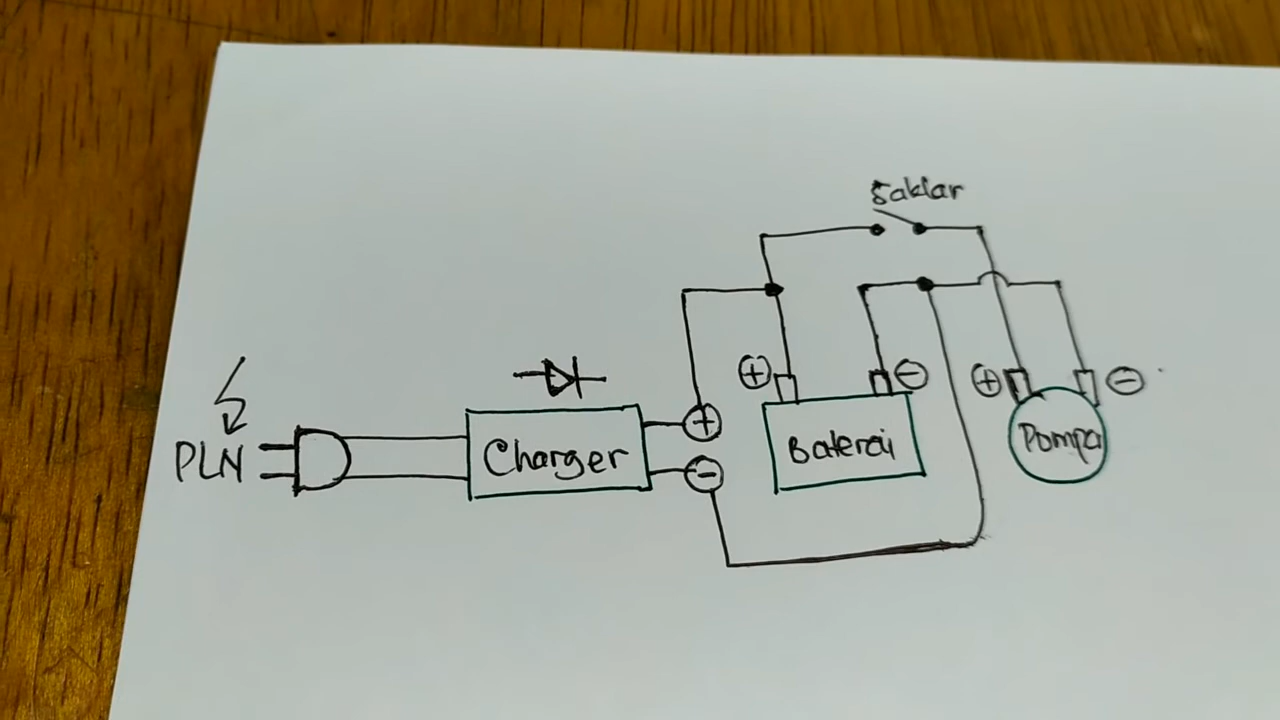 Saklar
+ - + -
PLN
Charger
+
-
Baterai
Pompa